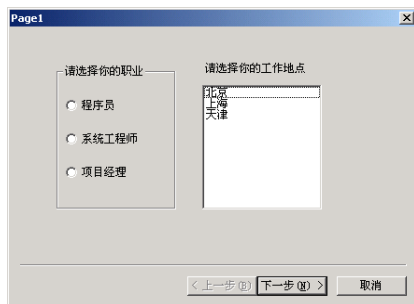 Page1
请选择你的职业
程序员
系统工程师
项目经理
请选择你的工作地点
北京
上海
天津
< 上一步(B)
下一步(N) >
取消